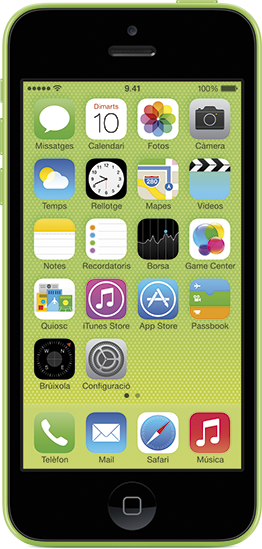 9.41 100%
Dimarts
10
Missatges Calendari Fotos Càmera
280
Temps Rellotge Mapes Vídeos
Notes Recordatoris Borsa Game Center
Quiosc iTunes Store App Store Passbook
Brúixola Configuració
Telèfon Mail Safari Música